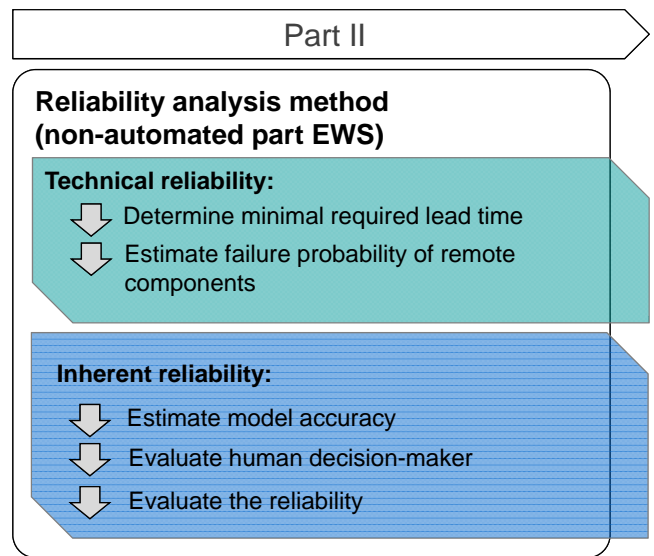 Part II
Reliability analysis method
(non-automated part EWS)
Technical reliability:
Determine minimal required lead time
Estimate failure probability of remote
components
Inherent reliability:
Estimate model accuracy
Evaluate human decision-maker
Evaluate the reliability